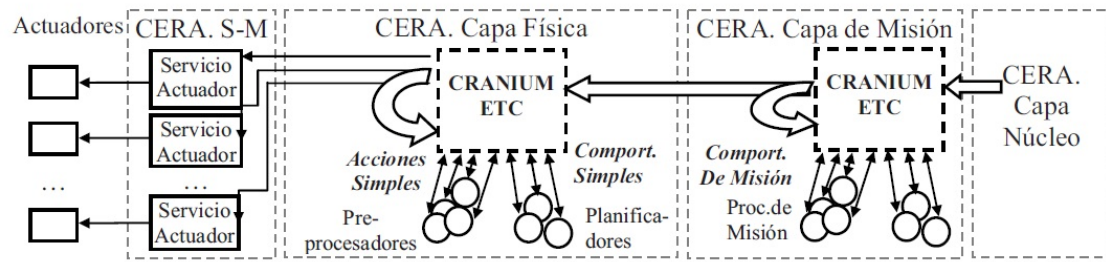 Actuadores
CERA. S-M
Servicio
Actuador
Servicio
Actuador
...
...
Servicio
Actuador
CERA. Capa Física
CRANIUM
ETC
Acciones
Simples
Comport.
Simples
Pre-
procesadores
Planifica-
dores
CERA. Capa de Misión
CRANIUM
ETC
Comport.
De Misión
Proc.de
Misión
CERA.
Capa
Núcleo